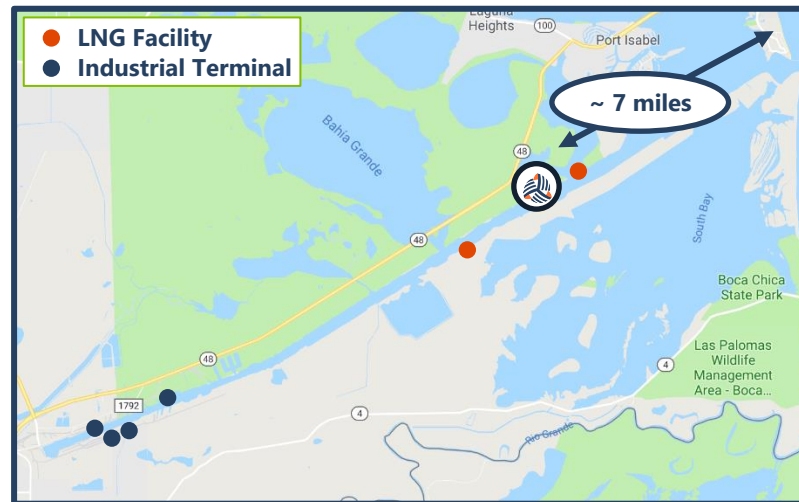 LNG Facility
Industrial Terminal
Laguna
Heights
100
Port Isabel
~ 7 miles
48
Bahia Grande
South Bay
48
Boca Chica
State Park
48
4
Las Palomas
Wildlife
Management
Area - Boca...
1792
4
Rio Grande